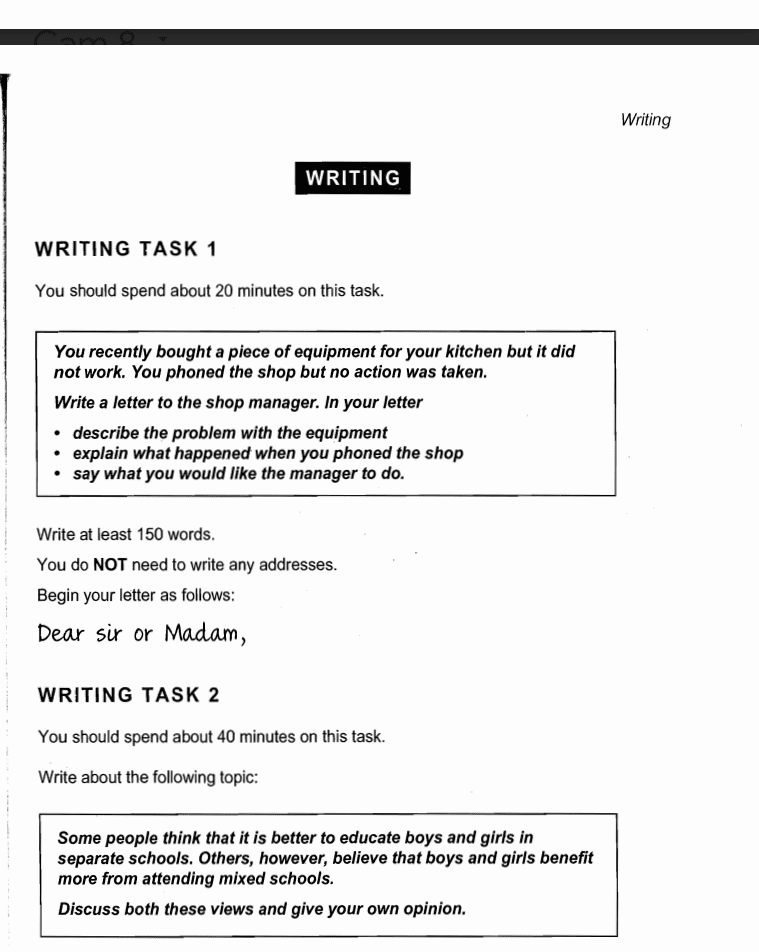 Writing
WRITING
WRITING TASK 1
You should spend about 20 minutes on this task.
You recently bought a piece of equipment for your kitchen but it did
not work. You phoned the shop but no action was taken.
Write a letter to the shop manager. In your letter
• describe the problem with the equipment
• explain what happened when you phoned the shop
• say what you would like the manager to do.
Write at least 150 words.
You do NOT need to write any addresses.
Begin your letter as follows:
Dear sir or Madam,
WRITING TASK 2
You should spend about 40 minutes on this task.
Write about the following topic:
Some people think that it is better to educate boys and girls in
separate schools. Others, however, believe that boys and girls benefit
more from attending mixed schools.
Discuss both these views and give your own opinion.